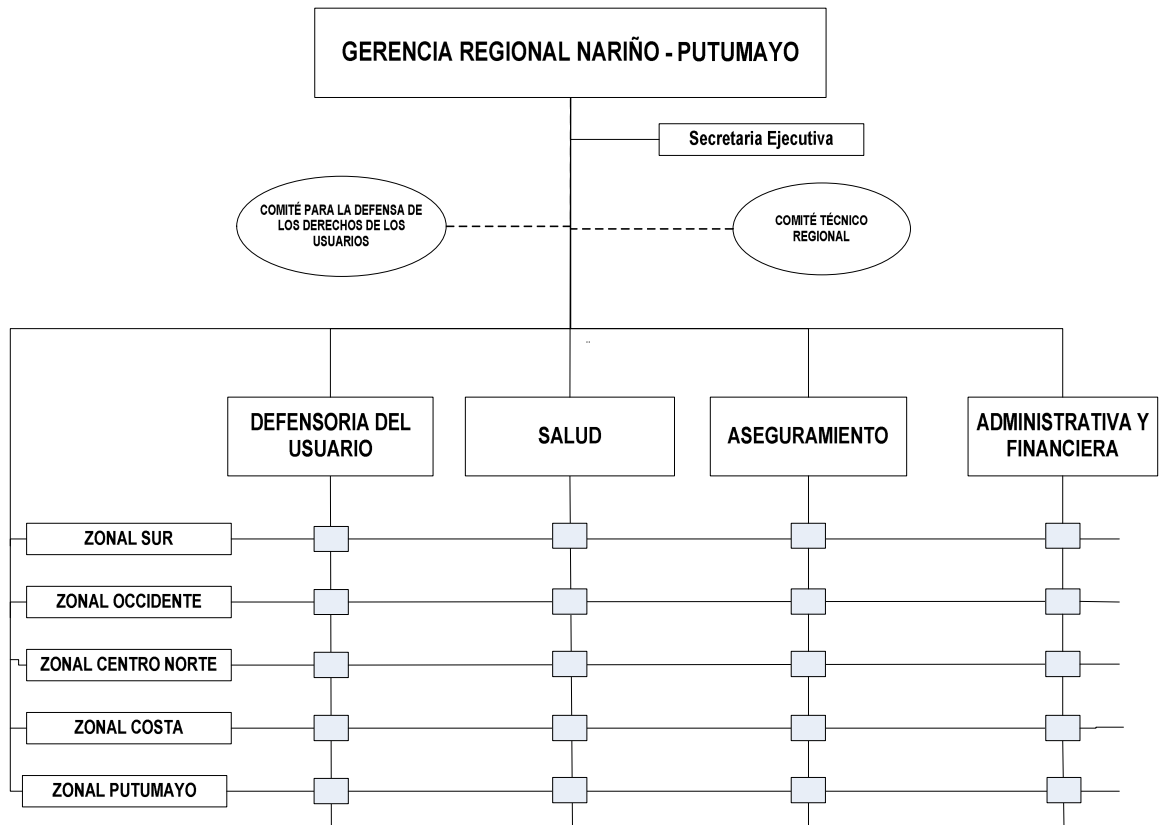 GERENCIA REGIONAL NARIÑO - PUTUMAYO
Secretaria Ejecutiva
COMITÉ PARA LA DEFENSA DE
LOS DERECHOS DE LOS
USUARIOS
COMITÉ TÉCNICO
REGIONAL
..
DEFENSORIA DEL
USUARIO
SALUD
ASEGURAMIENTO
ADMINISTRATIVA Y
FINANCIERA
ZONAL SUR
ZONAL OCCIDENTE
ZONAL CENTRO NORTE
ZONAL COSTA
ZONAL PUTUMAYO